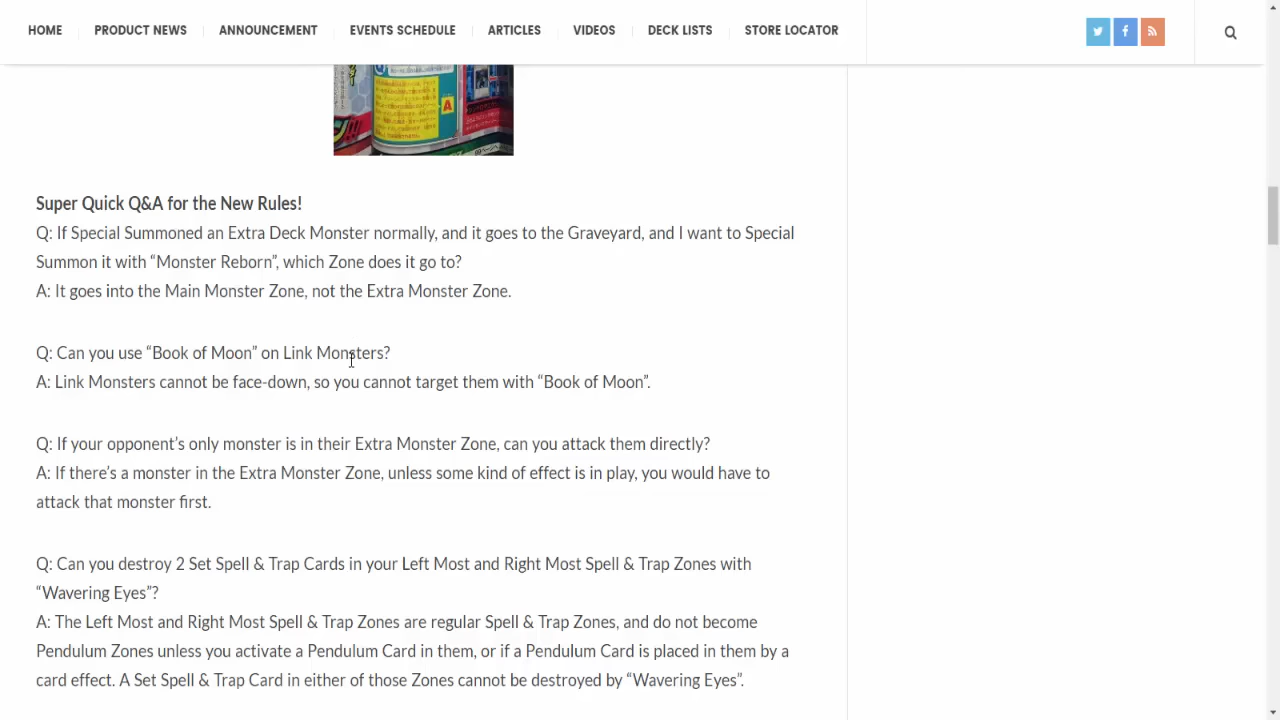 HOME PRODUCT NEWS ANNOUNCEMENT EVENTS SCHEDULE ARTICLES VIDEOS DECK LISTS STORE LOCATOR
A
Super Quick Q&A for the New Rules!
Q: If Special Summoned an Extra Deck Monster normally, and it goes to the Graveyard, and I want to Special
Summon it with “Monster Reborn”, which Zone does it go to?
A: It goes into the Main Monster Zone, not the Extra Monster Zone.
Q: Can you use “Book of Moon” on Link Monsters?
A: Link Monsters cannot be face-down, so you cannot target them with “Book of Moon”.
Q: If your opponent’s only monster is in their Extra Monster Zone, can you attack them directly?
A: If there’s a monster in the Extra Monster Zone, unless some kind of effect is in play, you would have to
attack that monster first.
Q: Can you destroy 2 Set Spell & Trap Cards in your Left Most and Right Most Spell & Trap Zones with
“Wavering Eyes”?
A: The Left Most and Right Most Spell & Trap Zones are regular Spell & Trap Zones, and do not become
Pendulum Zones unless you activate a Pendulum Card in them, or if a Pendulum Card is placed in them by a
card effect. A Set Spell & Trap Card in either of those Zones cannot be destroyed by “Wavering Eyes”.